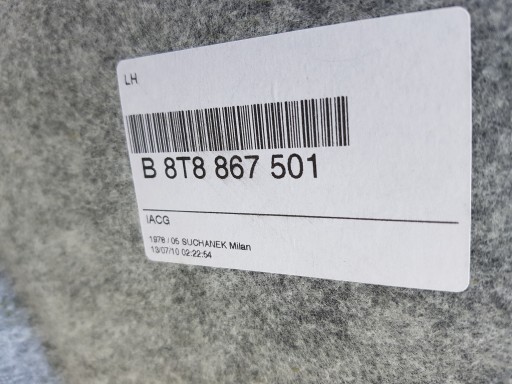 LH
B 8T8 867 501
IACG
1978 / 05 SUCHANEK Milan
13/07/10 02:22:54